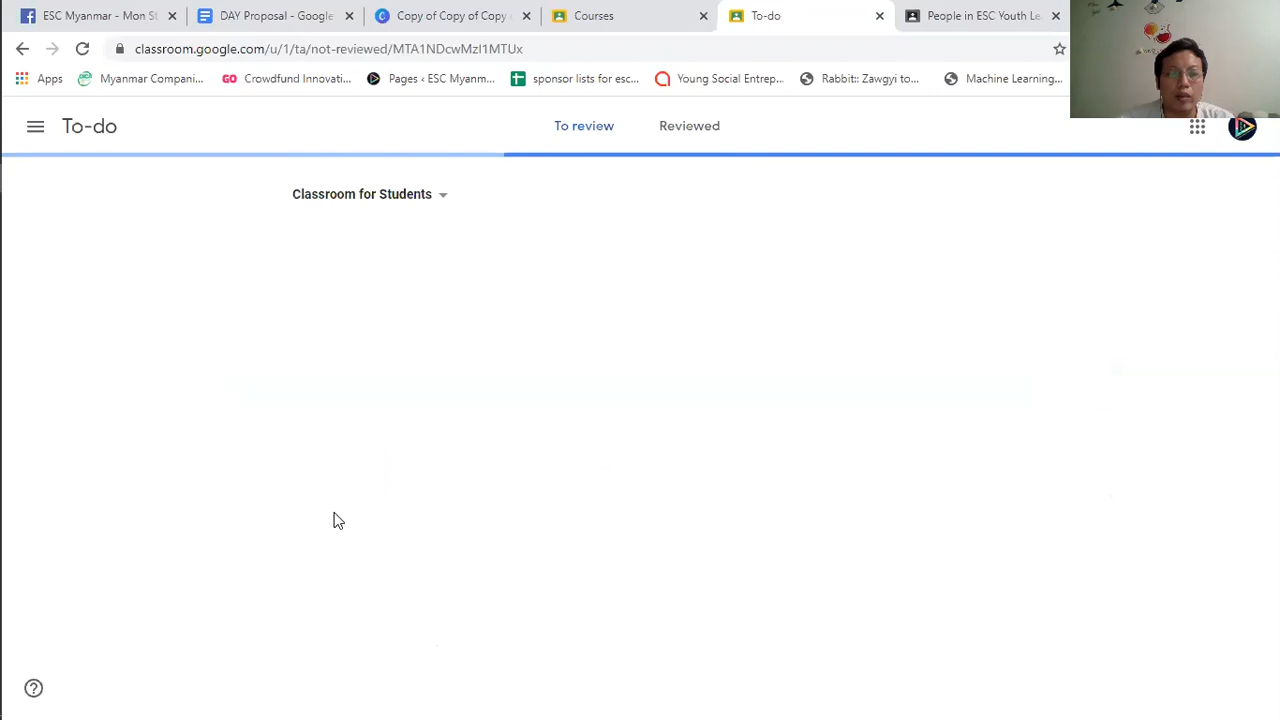 ESC Myanmar - Mon St
DAY Proposal - Google
Copy of Copy of Copy
Courses
To-do
People in ESC Youth Le
classroom.google.com/u/1/ta/not-reviewed/MTA1NDcwMzI1MTUx
Apps
Myanmar Compani...
GO Crowdfund Innovati...
Pages ‹ ESC Myanm...
sponsor lists for esc...
Young Social Entrep...
Rabbit:: Zawgyi to...
Machine Learning...
To-do
To review
Reviewed
Classroom for Students